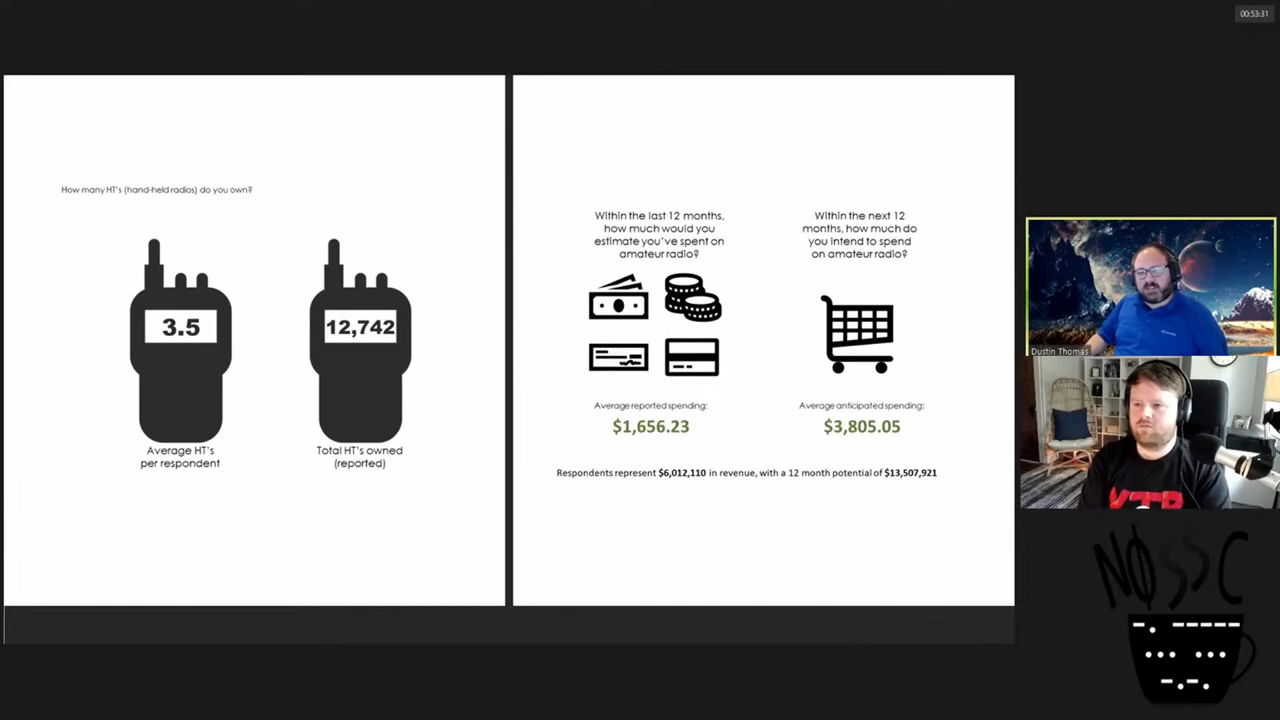 00:53:31
How many HT's (hand-held radios) do you own?
3.5
12,742
Average HT's
per respondent
Total HT's owned
(reported)
Within the last 12 months,
how much would you
estimate you've spent on
amateur radio?
Within the next 12
months, how much do
you intend to spend
on amateur radio?
Average reported spending:
$1,656.23
Average anticipated spending:
$3,805.05
Respondents represent $6,012,110 in revenue, with a 12 month potential of $13,507,921
Dustin Thomas
NØSSC